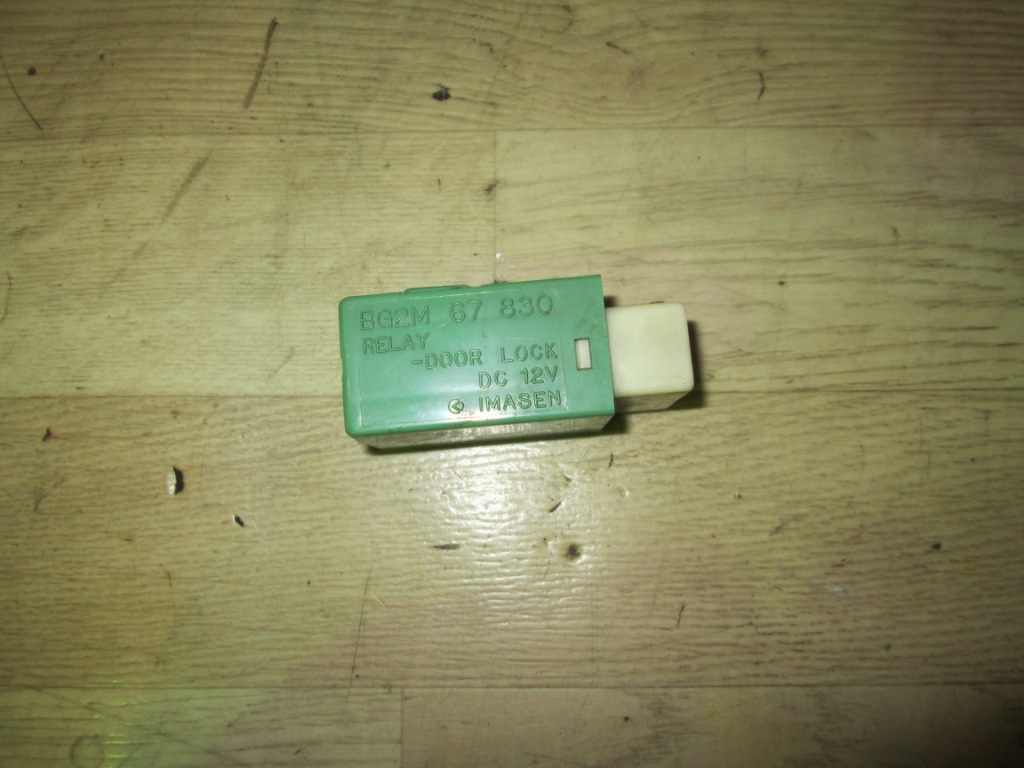 BG2M 67 830
RELAY
-DOOR LOCK
DC 12V
IMASEN